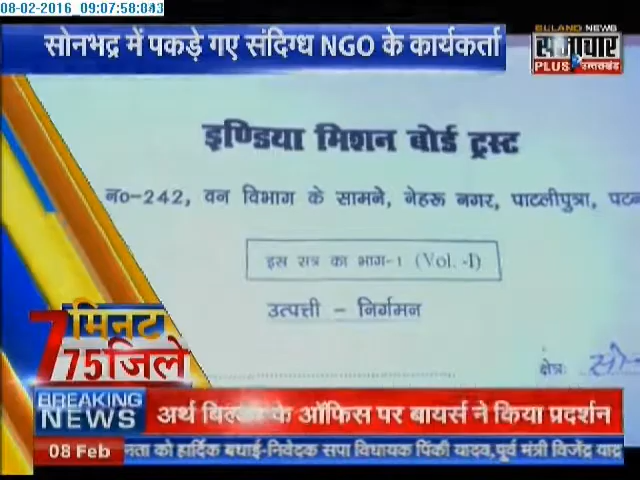 08-02-2016_09:07:58:043
सोनभद्र में पकड़े गए संदिग्ध NGO के कार्यकर्ता
BULAND NEWS
समाचार
PLUS उत्तराखंड
इण्डिया मिशन बोर्ड ट्रस्ट
न०-242, वन विभाग के सामने, नेहरू नगर, पाटलीपुत्रा,
इस सत्र का भाग-1 (Vol.-I)
उत्पत्ती - निर्गमन
क्षेत्र:
7 मिनट
75 जिले
BREAKING NEWS
अर्थ के ऑफिस पर बायर्स ने किया प्रदर्शन
08 Feb
नता को हार्दिक बधाई-निवेदक सपा विधायक पिंकी यादव,पूर्व मंत्री विजेंद्र